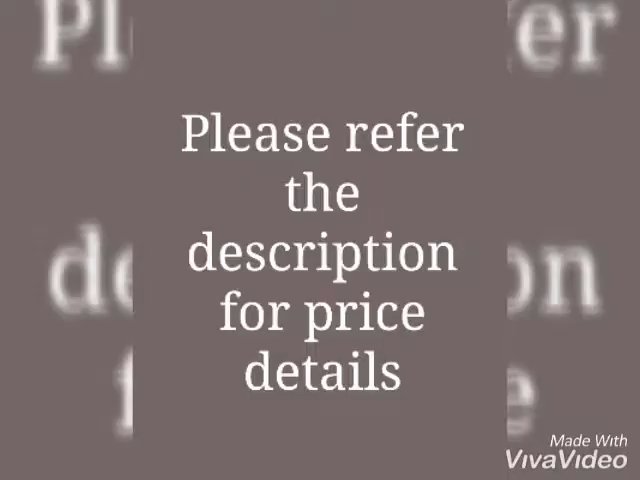 Please refer
the
description
for price
details
Made With
VivaVideo